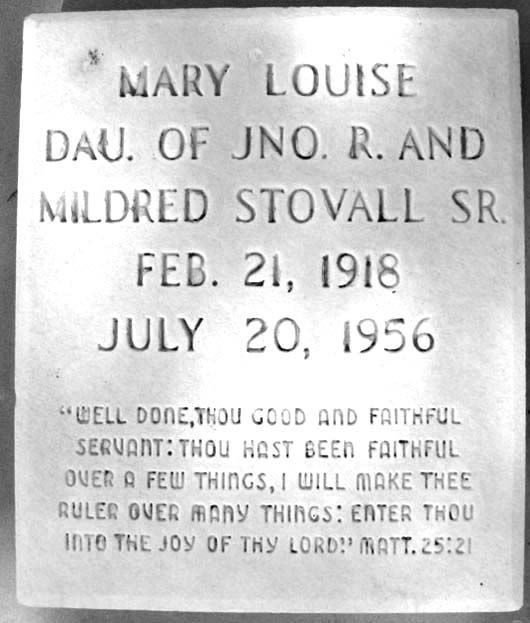 MARY LOUISE
DAU. OF JNO. R. AND
MILDRED STOVALL SR.
FEB. 21, 1918
JULY 20, 1956
"WELL DONE, THOU GOOD AND FAITHFUL
SERVANT: THOU HAST BEEN FAITHFUL
OVER A FEW THINGS, I WILL MAKE THEE
RULER OVER MANY THINGS: ENTER THOU
INTO THE JOY OF THY LORD." MATT. 25:21